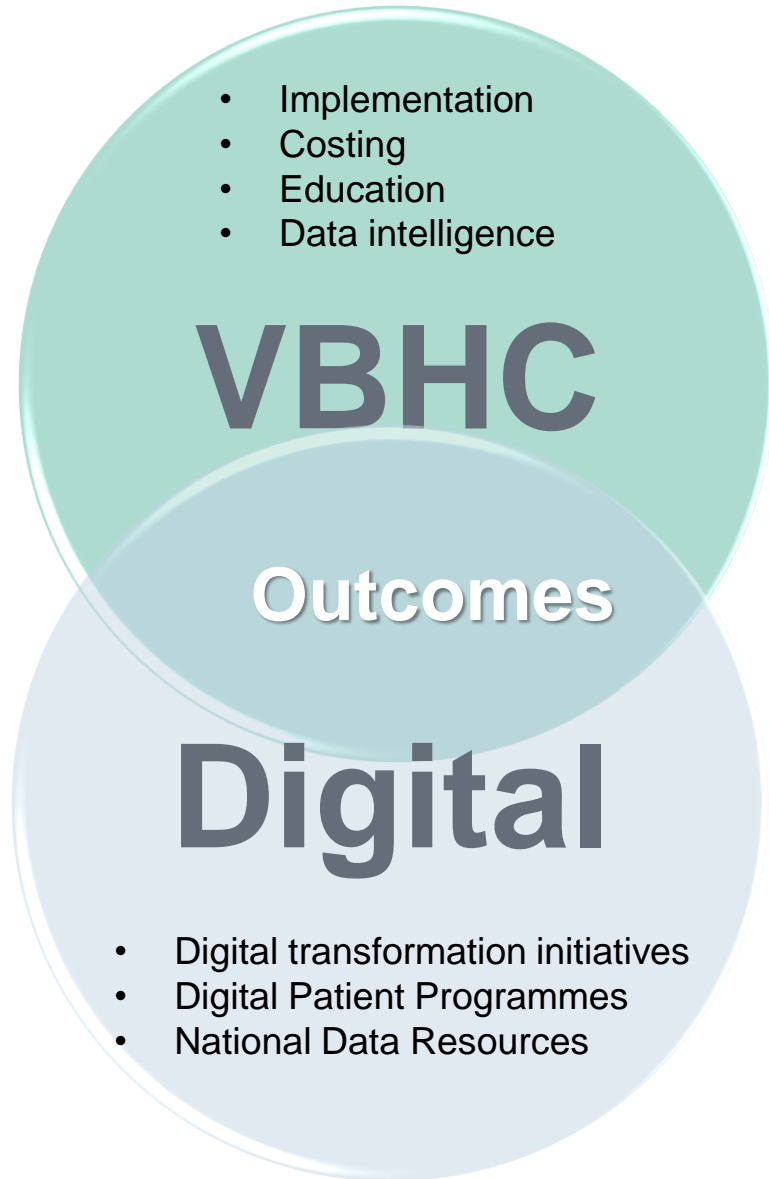 • Implementation
• Costing
• Education
• Data intelligence
VBHC
Outcomes
Digital
• Digital transformation initiatives
• Digital Patient Programmes
• National Data Resources